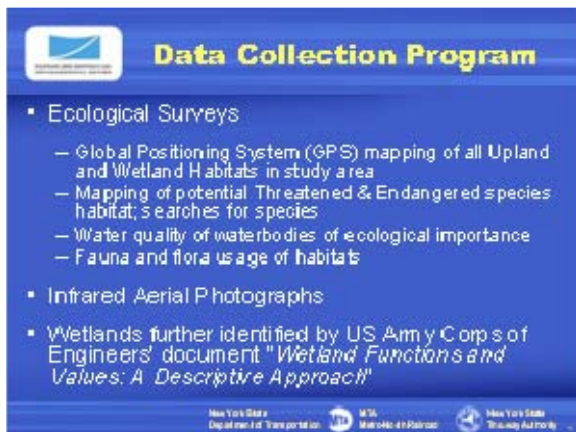 Data Collection Program
▪ Ecological Surveys
– Global Positioning System (GPS) mapping of all Upland
and Wetland Habitats in study area
– Mapping of potential Threatened & Endangered species
habitat; searches for species
– Water quality of waterbodies of ecological importance
– Fauna and flora usage of habitats
▪ Infrared Aerial Photographs
▪ Wetlands further identified by US Army Corps of
Engineers' document "Wetland Functions and
Values: A Descriptive Approach"
New York State
Department of Transportation
MTA
MTA
Metro-North Railroad
New York State
Thruway Authority